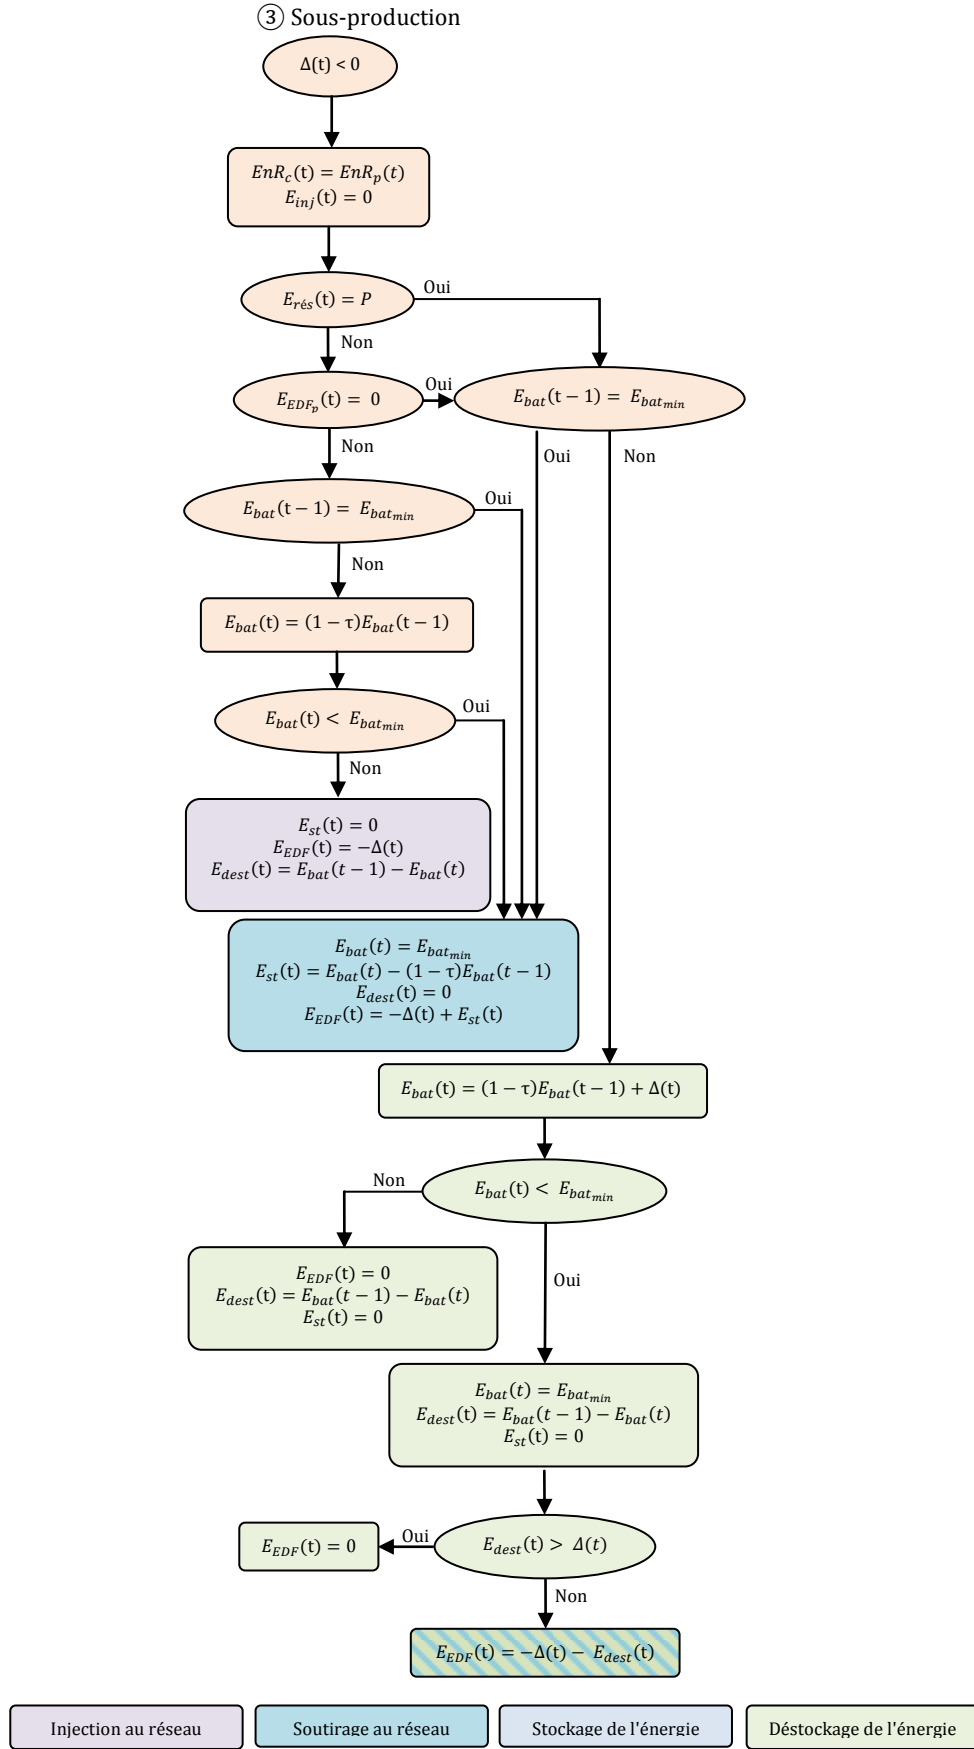 ③ Sous-production
Δ(t) < 0
EnR_c(t) = EnR_p(t)
E_inj(t) = 0
E_rés(t) = P
Oui
Non
E_EDF_p(t) = 0
Oui
E_bat(t − 1) = E_bat_min
Non
Oui
Non
E_bat(t − 1) = E_bat_min
Oui
Non
E_bat(t) = (1 − τ)E_bat(t − 1)
E_bat(t) < E_bat_min
Oui
Non
E_st(t) = 0
E_EDF(t) = −Δ(t)
E_dest(t) = E_bat(t − 1) − E_bat(t)
E_bat(t) = E_bat_min
E_st(t) = E_bat(t) − (1 − τ)E_bat(t − 1)
E_dest(t) = 0
E_EDF(t) = −Δ(t) + E_st(t)
E_bat(t) = (1 − τ)E_bat(t − 1) + Δ(t)
E_bat(t) < E_bat_min
Non
Oui
E_EDF(t) = 0
E_dest(t) = E_bat(t − 1) − E_bat(t)
E_st(t) = 0
E_bat(t) = E_bat_min
E_dest(t) = E_bat(t − 1) − E_bat(t)
E_st(t) = 0
E_dest(t) > Δ(t)
Oui
E_EDF(t) = 0
Non
E_EDF(t) = −Δ(t) − E_dest(t)
Injection au réseau
Soutirage au réseau
Stockage de l'énergie
Déstockage de l'énergie